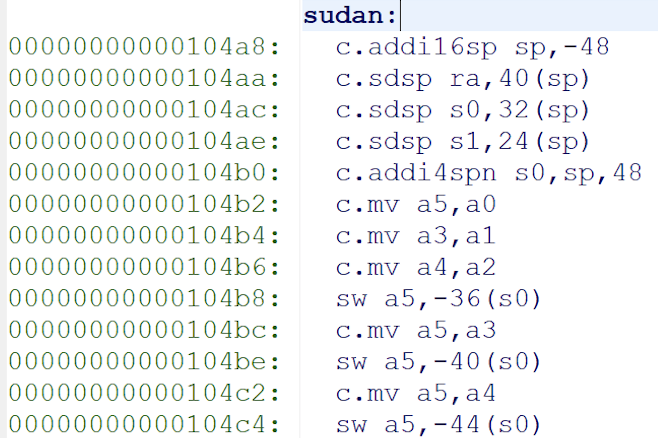 sudan:
00000000000104a8: c.addi16sp sp,-48
00000000000104aa: c.sdsp ra,40(sp)
00000000000104ac: c.sdsp s0,32(sp)
00000000000104ae: c.sdsp s1,24(sp)
00000000000104b0: c.addi4spn s0,sp,48
00000000000104b2: c.mv a5,a0
00000000000104b4: c.mv a3,a1
00000000000104b6: c.mv a4,a2
00000000000104b8: sw a5,-36(s0)
00000000000104bc: c.mv a5,a3
00000000000104be: sw a5,-40(s0)
00000000000104c2: c.mv a5,a4
00000000000104c4: sw a5,-44(s0)